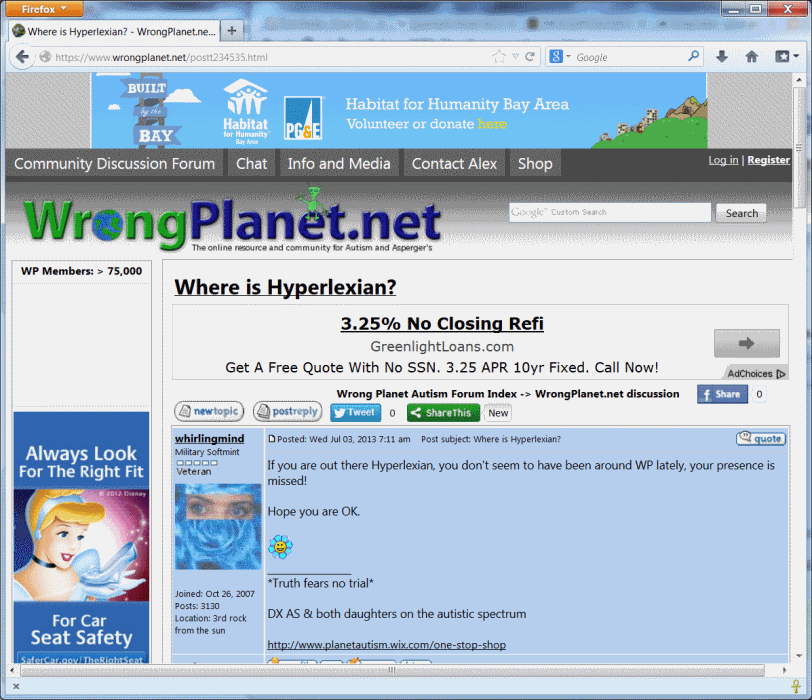 Firefox
Where is Hyperlexian? - WrongPlanet.ne...
https://www.wrongplanet.net/postt234535.html
Google
BUILT
by the
BAY
Habitat
for Humanity
Bay Area
PG&E
Habitat for Humanity Bay Area
Volunteer or donate here
Community Discussion Forum Chat Info and Media Contact Alex Shop
Log in | Register
WrongPlanet.net
The online resource and community for Autism and Asperger's
Google Custom Search
Search
WP Members: > 75,000
Where is Hyperlexian?
3.25% No Closing Refi
GreenlightLoans.com
Get A Free Quote With No SSN. 3.25 APR 10yr Fixed. Call Now!
AdChoices
Wrong Planet Autism Forum Index -> WrongPlanet.net discussion
Share 0
newtopic postreply Tweet 0 ShareThis New
whirlingmind
Military Softmint
Veteran
Joined: Oct 26, 2007
Posts: 3130
Location: 3rd rock
from the sun
Posted: Wed Jul 03, 2013 7:11 am Post subject: Where is Hyperlexian?
quote
If you are out there Hyperlexian, you don't seem to have been around WP lately, your presence is
missed!
Hope you are OK.
*Truth fears no trial*
DX AS & both daughters on the autistic spectrum
http://www.planetautism.wix.com/one-stop-shop
Always Look
For The Right Fit
© 2012 Disney
For Car
Seat Safety
SaferCar.gov/TheRightSeat